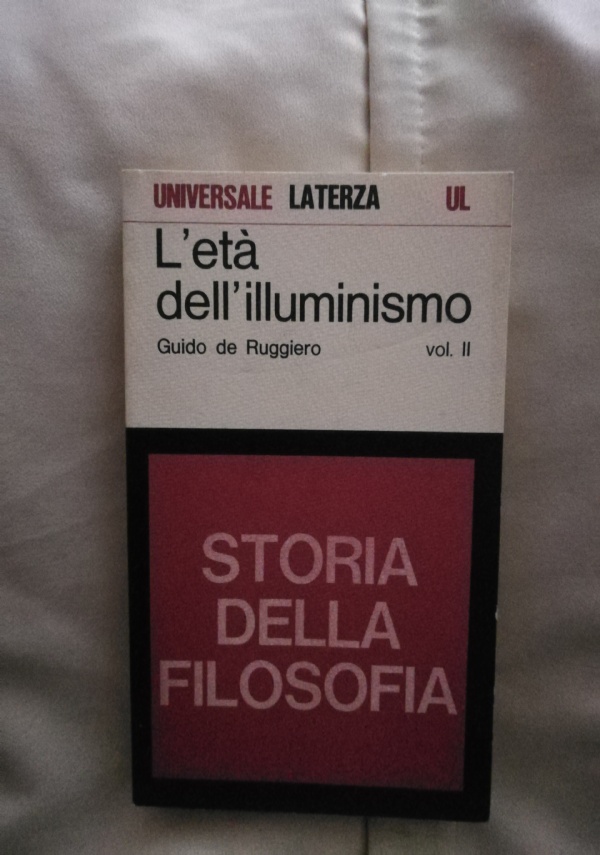 UNIVERSALE LATERZA UL
L'età
dell'illuminismo
Guido de Ruggiero vol. II
STORIA
DELLA
FILOSOFIA